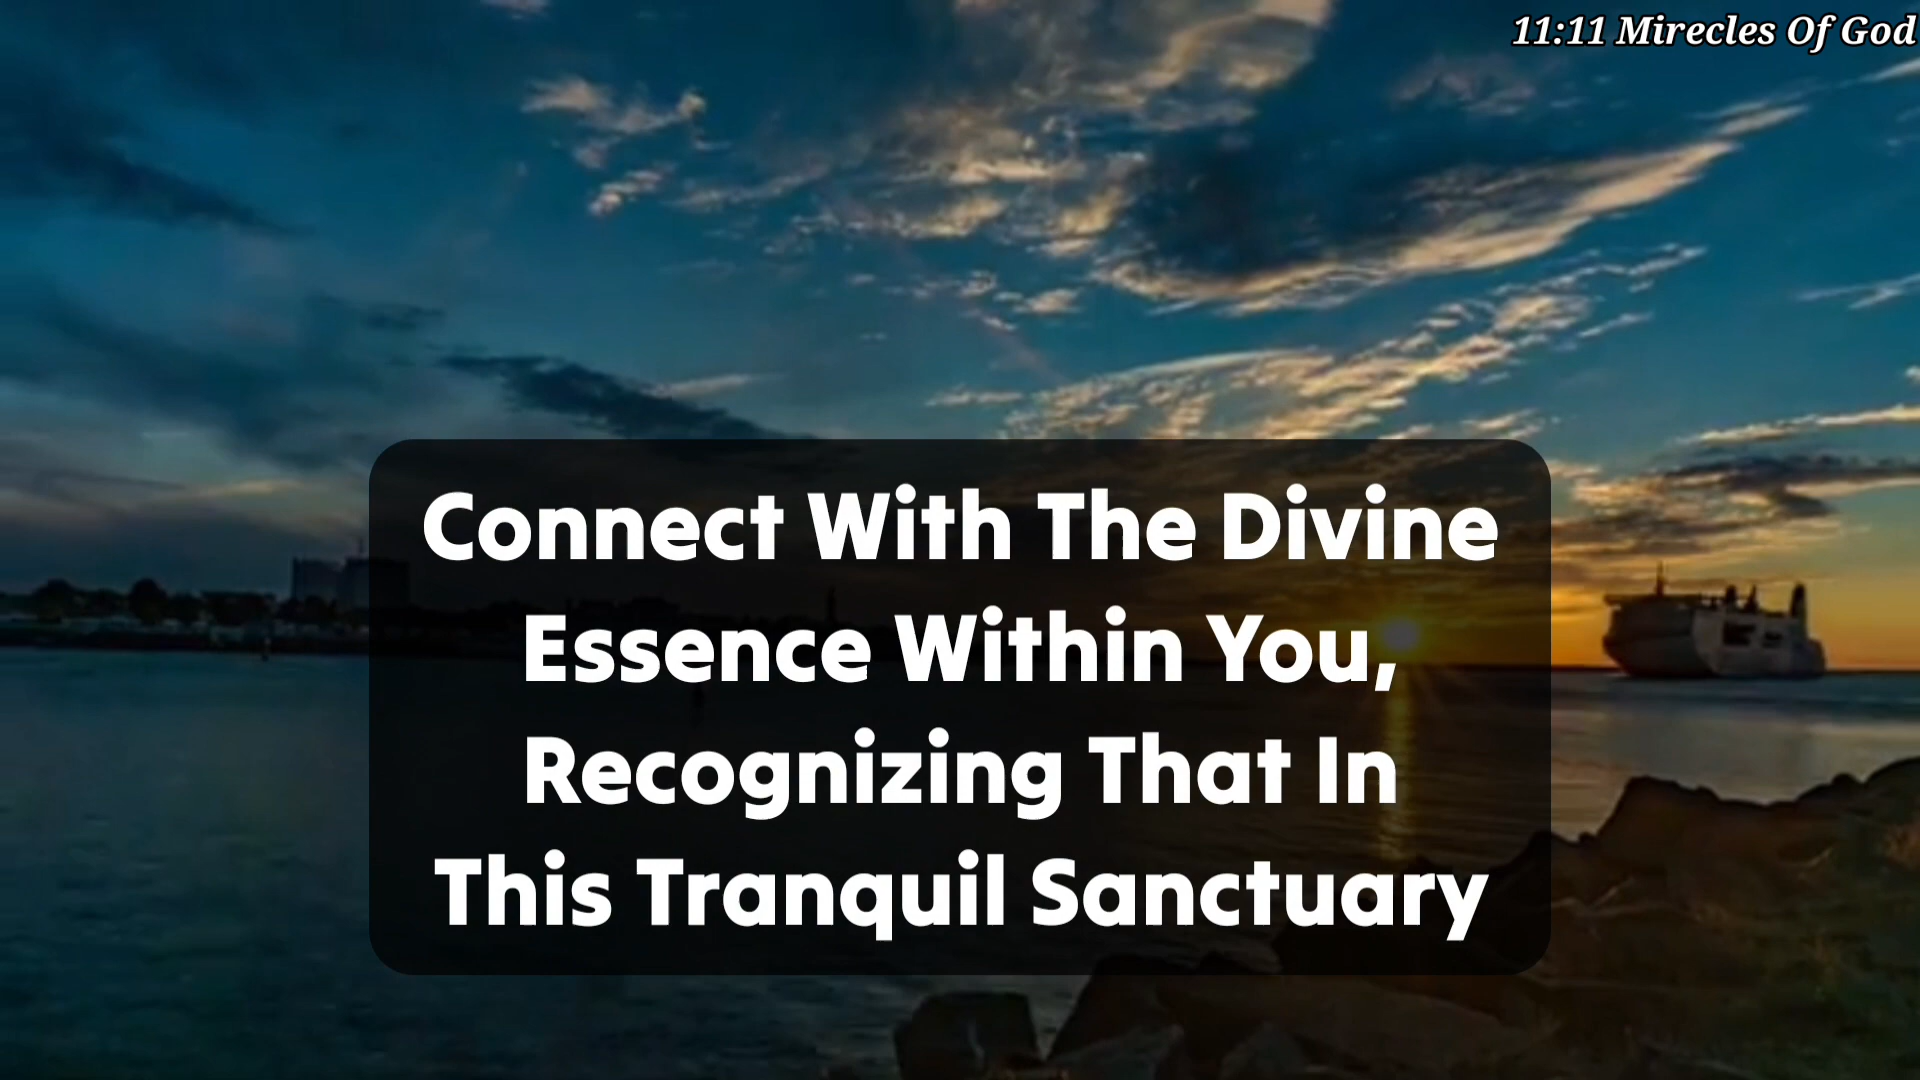 11:11 Mirecles Of God
Connect With The Divine
Essence Within You,
Recognizing That In
This Tranquil Sanctuary